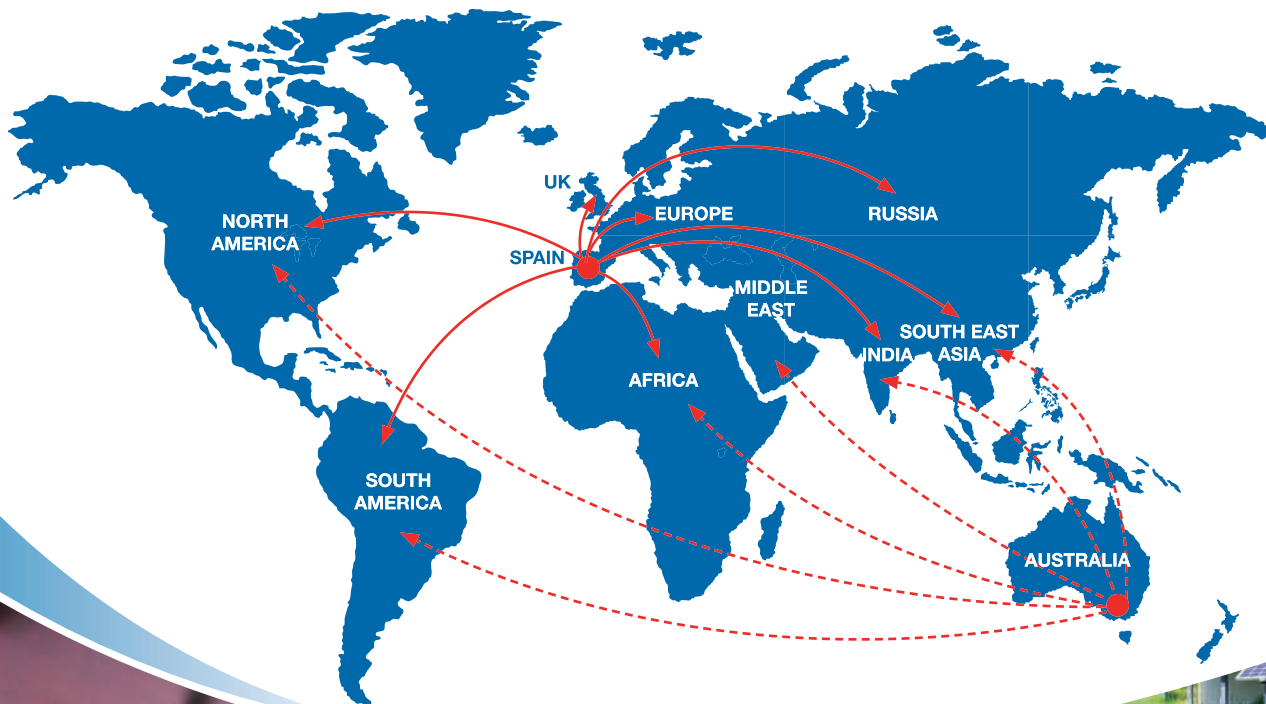 UK
EUROPE
RUSSIA
NORTH
AMERICA
SPAIN
MIDDLE
EAST
SOUTH EAST
ASIA
INDIA
AFRICA
SOUTH
AMERICA
AUSTRALIA